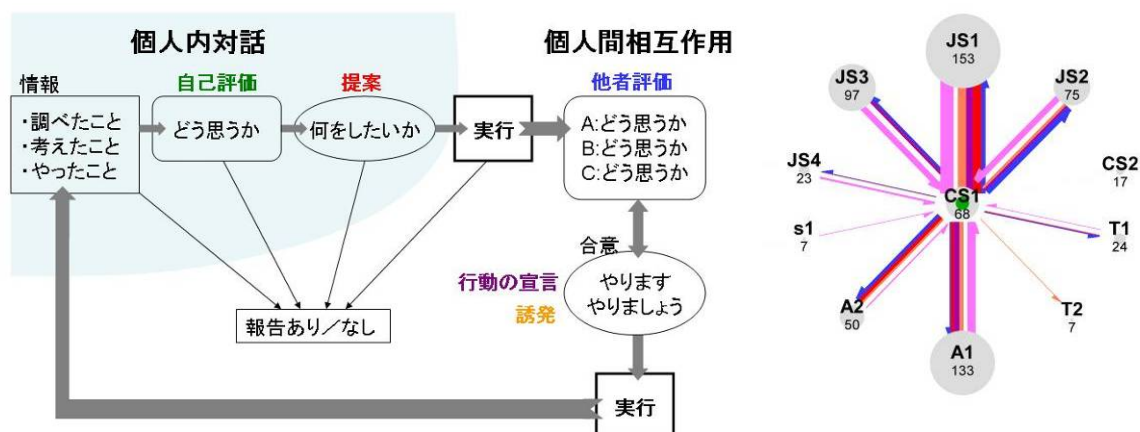 個人内対話
個人間相互作用
情報
自己評価
提案
他者評価
・調べたこと
・考えたこと
・やったこと
どう思うか
何をしたいか
実行
A:どう思うか
B:どう思うか
C:どう思うか
合意
行動の宣言
誘発
やります
やりましょう
報告あり／なし
実行
JS1
153
JS3
97
JS2
75
JS4
23
CS2
17
CS1
68
s1
7
T1
24
A2
50
T2
7
A1
133